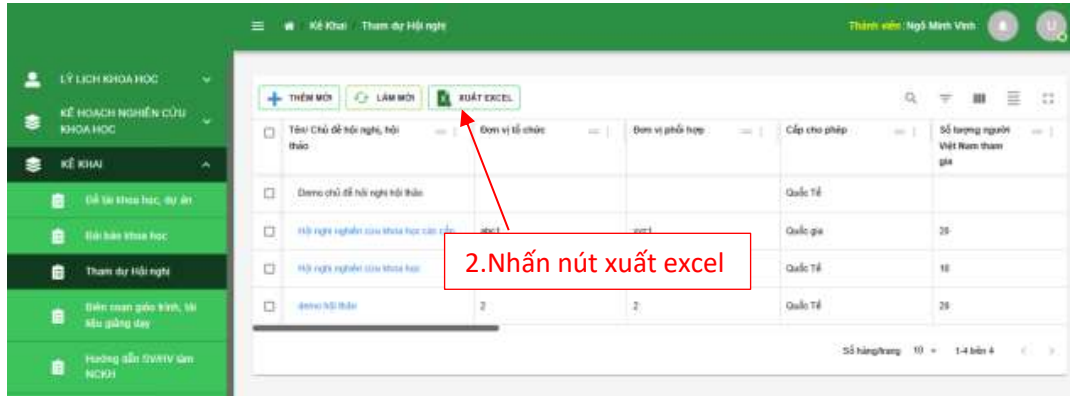 Kê Khai / Tham dự Hội nghị
Thành viên: Ngô Minh Vinh
U
LÝ LỊCH KHOA HỌC
KẾ HOẠCH NGHIÊN CỨU
KHOA HỌC
KÊ KHAI
Đề tài khoa học, dự án
Bài báo khoa học
Tham dự Hội nghị
Biên soạn giáo trình, tài
liệu giảng dạy
Hướng dẫn SV/HV làm
NCKH
THÊM MỚI
LÀM MỚI
XUẤT EXCEL
Tên/ Chủ đề hội nghị, hội
thảo
Đơn vị tổ chức
Đơn vị phối hợp
Cấp cho phép
Số lượng người
Việt Nam tham
gia
Demo chủ đề hội nghị hội thảo
Quốc Tế
Hội nghị nghiên cứu khoa học các cấp
abc1
Quốc gia
20
Hội nghị nghiên cứu khoa học
Quốc Tế
10
demo hội thảo
2
2
Quốc Tế
20
2.Nhấn nút xuất excel
Số hàng/trang
10
1-4 bên 4